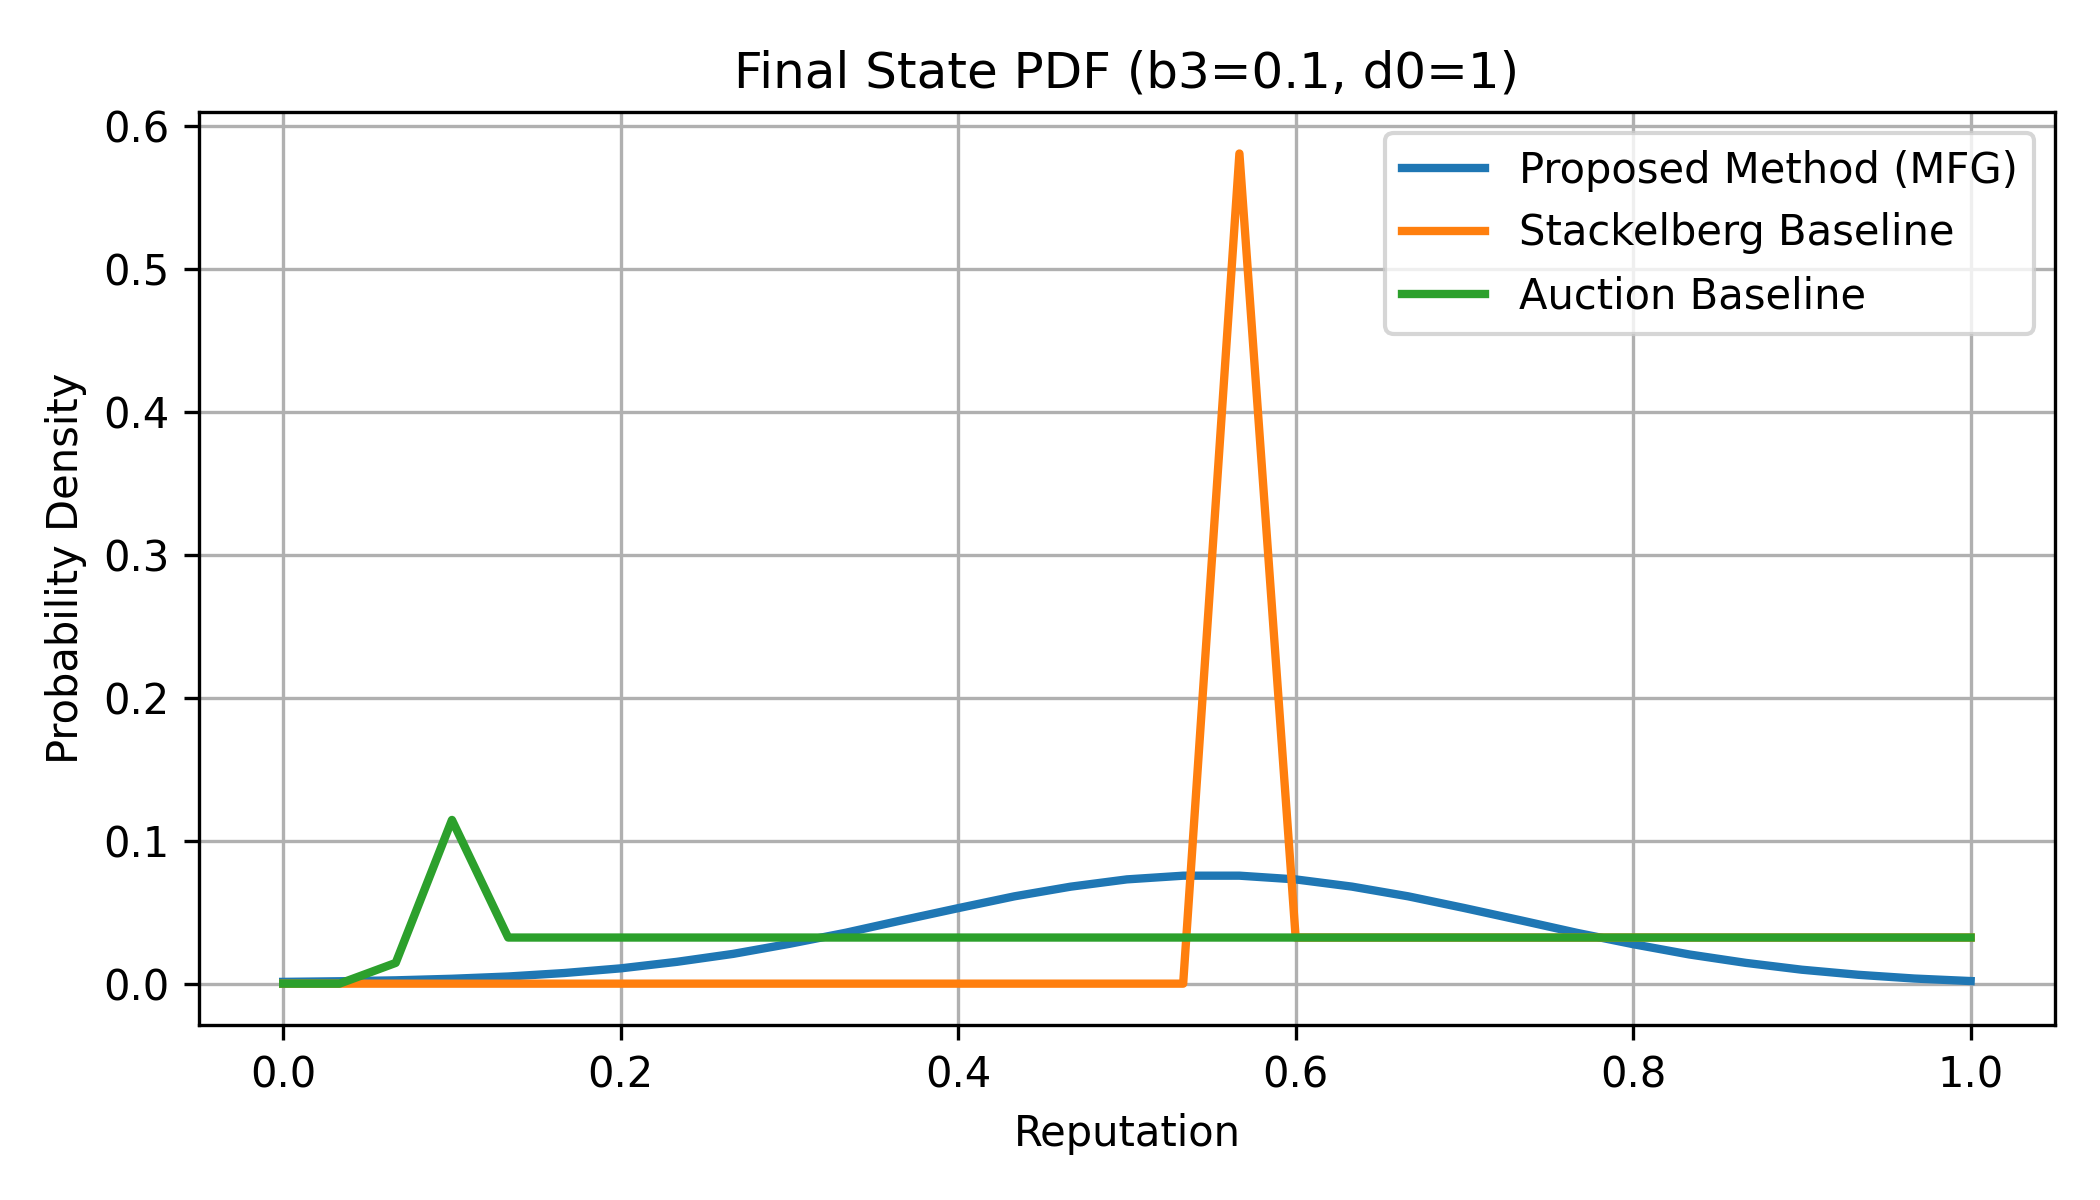 Final State PDF (b3=0.1, d0=1)
Proposed Method (MFG)
Stackelberg Baseline
Auction Baseline
Probability Density
0.6
0.5
0.4
0.3
0.2
0.1
0.0
0.0 0.2 0.4 0.6 0.8 1.0
Reputation